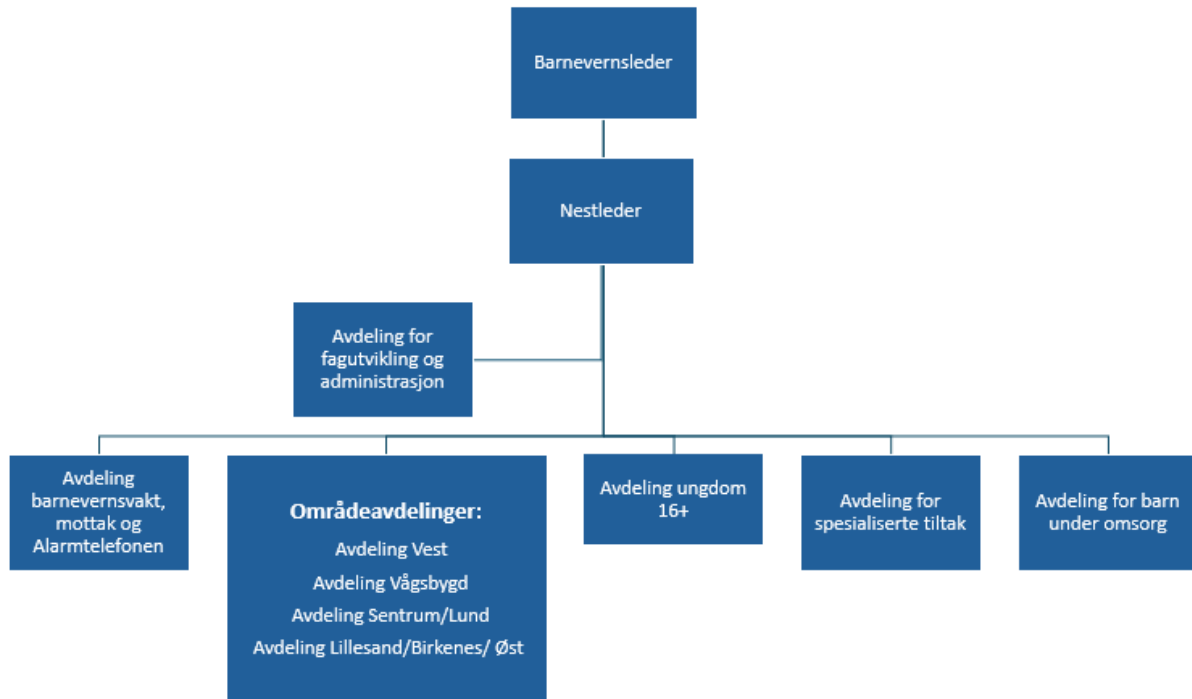 Barnevernsleder
Nestleder
Avdeling for
fagutvikling og
administrasjon
Avdeling
barnevernsvakt,
mottak og
Alarmtelefonen
Områdeavdelinger:
Avdeling Vest
Avdeling Vågsbygd
Avdeling Sentrum/Lund
Avdeling Lillesand/Birkenes/ Øst
Avdeling ungdom
16+
Avdeling for
spesialiserte tiltak
Avdeling for barn
under omsorg